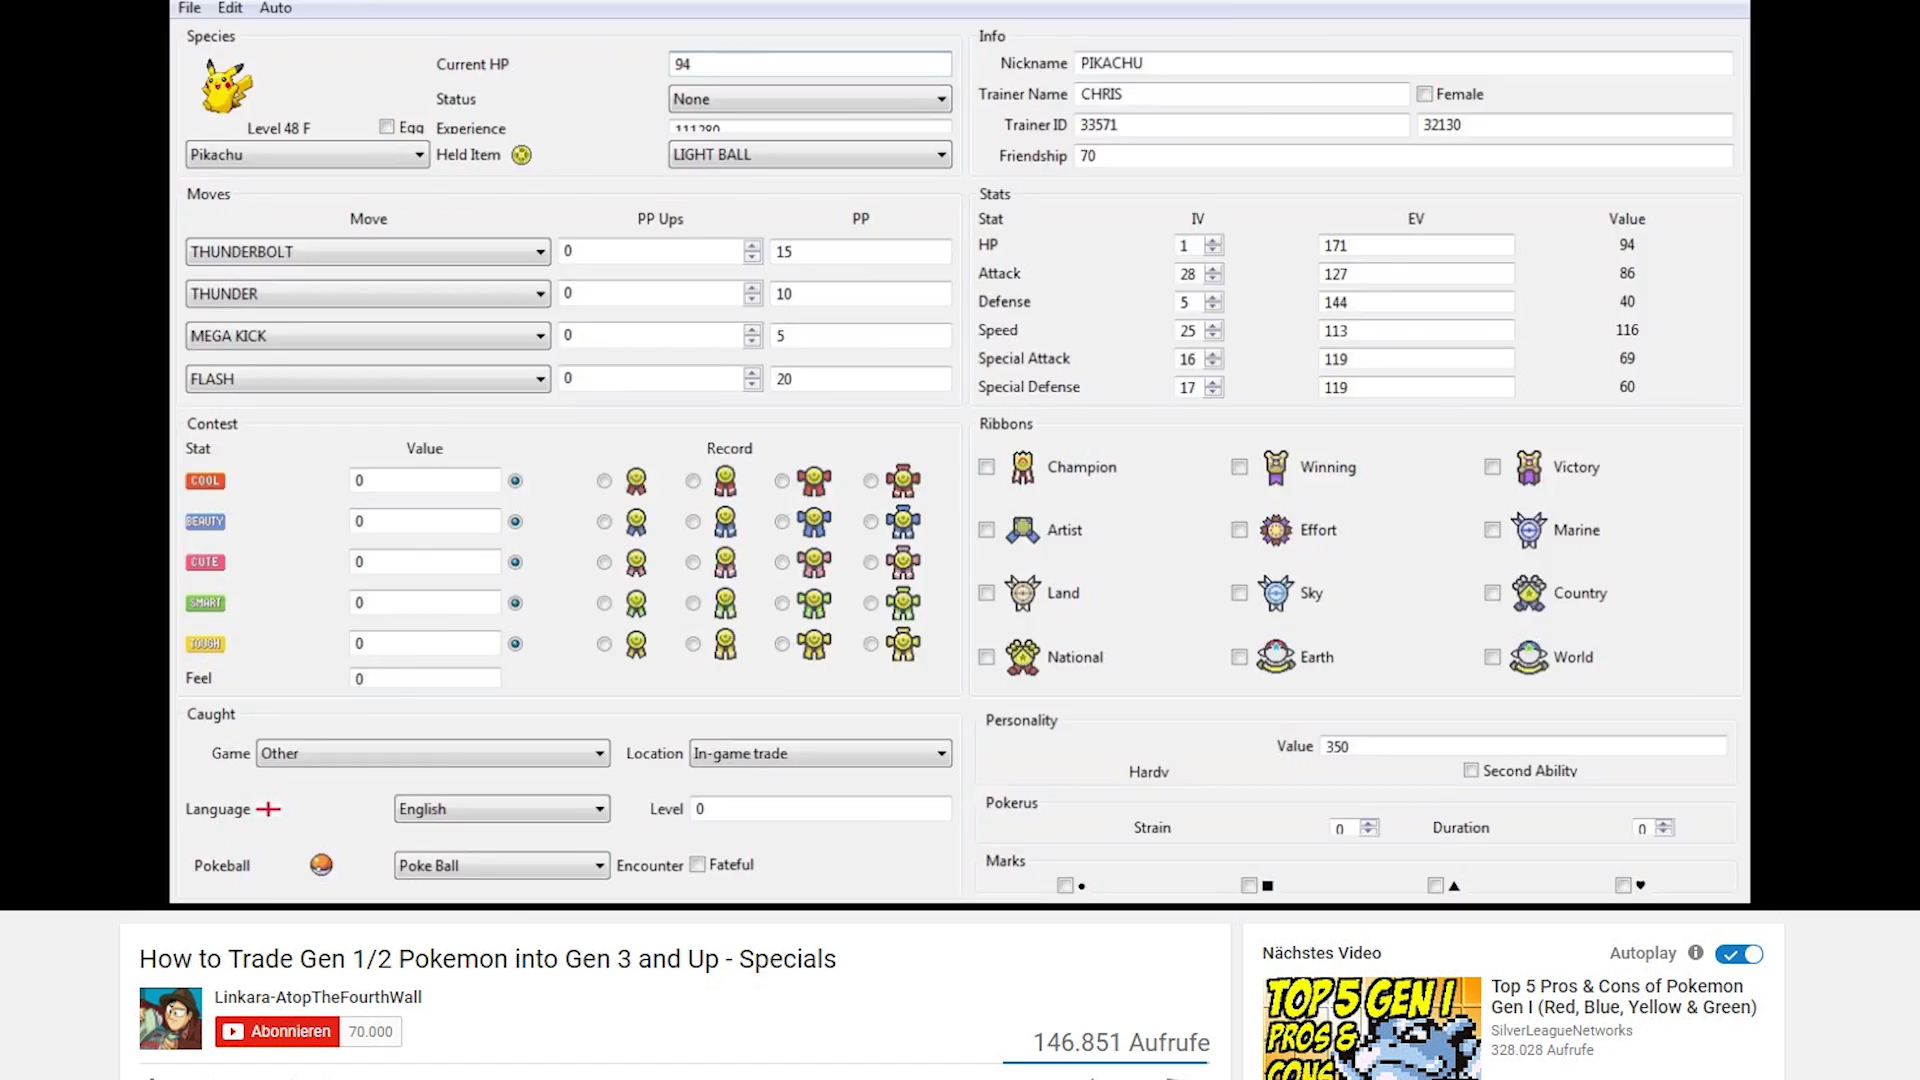 File Edit Auto
Species
Current HP 94
Status None
Level 48 F Egg Experience 111280
Pikachu Held Item LIGHT BALL
Moves
Move PP Ups PP
THUNDERBOLT 0 15
THUNDER 0 10
MEGA KICK 0 5
FLASH 0 20
Contest
Stat Value Record
COOL 0
BEAUTY 0
CUTE 0
SMART 0
TOUGH 0
Feel 0
Caught
Game Other Location In-game trade
Language English Level 0
Pokeball Poke Ball Encounter Fateful
Info
Nickname PIKACHU
Trainer Name CHRIS Female
Trainer ID 33571 32130
Friendship 70
Stats
Stat IV EV Value
HP 1 171 94
Attack 28 127 86
Defense 5 144 40
Speed 25 113 116
Special Attack 16 119 69
Special Defense 17 119 60
Ribbons
Champion Winning Victory
Artist Effort Marine
Land Sky Country
National Earth World
Personality
Value 350
Hardy Second Ability
Pokerus
Strain 0 Duration 0
Marks
How to Trade Gen 1/2 Pokemon into Gen 3 and Up - Specials
Linkara-AtopTheFourthWall
Abonnieren 70.000
146.851 Aufrufe
Nächstes Video Autoplay
TOP 5 GEN I
PROS &
CONS
Top 5 Pros & Cons of Pokemon
Gen I (Red, Blue, Yellow & Green)
SilverLeagueNetworks
328.028 Aufrufe